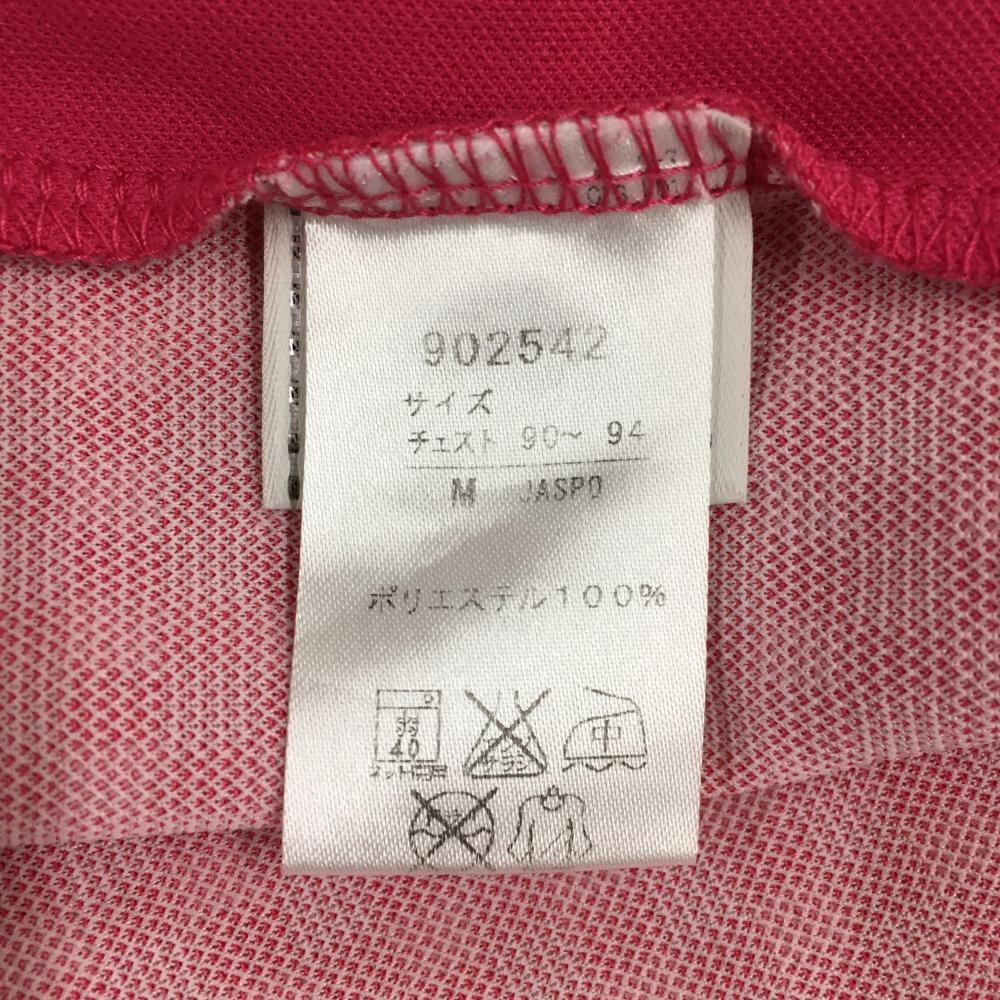 902542
サイズ
チェスト 90~ 94
M JASPO
ポリエステル100%
40
中